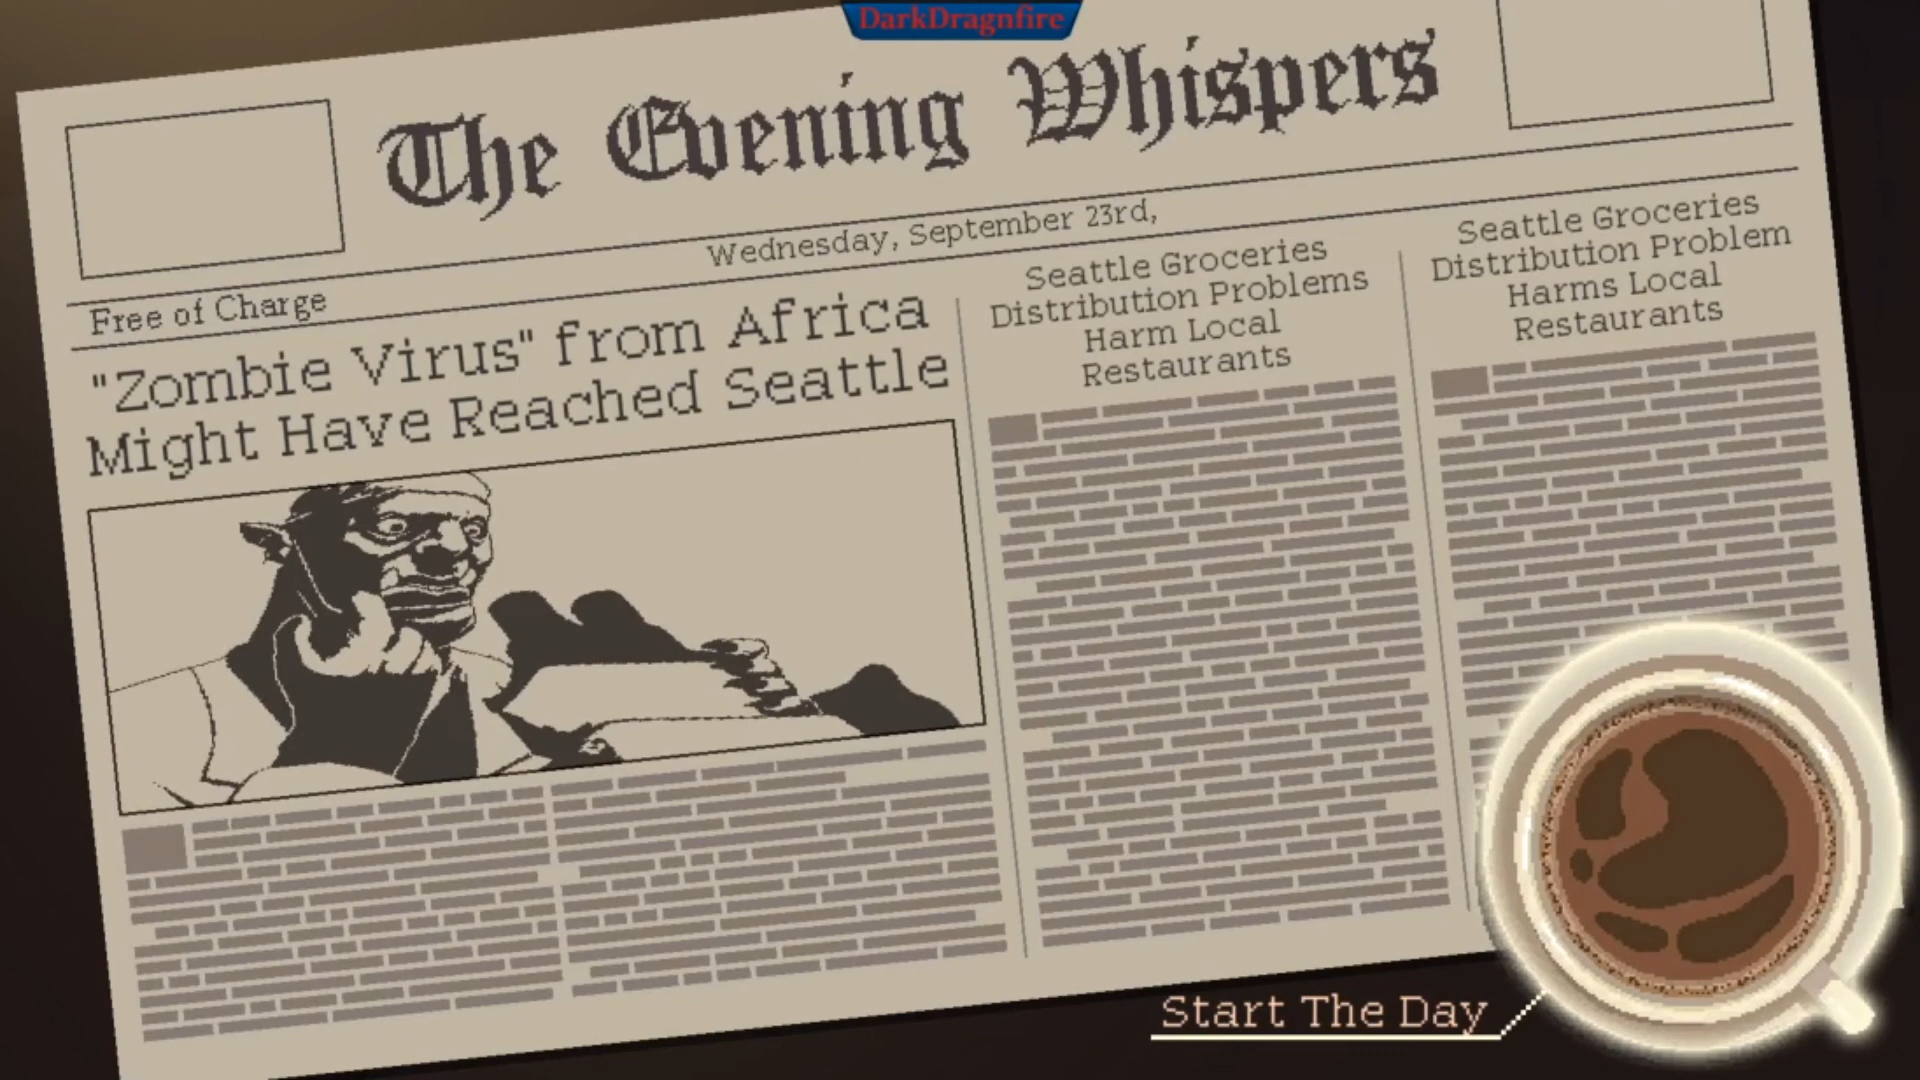 DarkDragnfire
The Evening Whispers
Wednesday, September 23rd,
Free of Charge
"Zombie Virus" from Africa
Might Have Reached Seattle
Seattle Groceries
Distribution Problems
Harm Local
Restaurants
Seattle Groceries
Distribution Problem
Harms Local
Restaurants
Start The Day